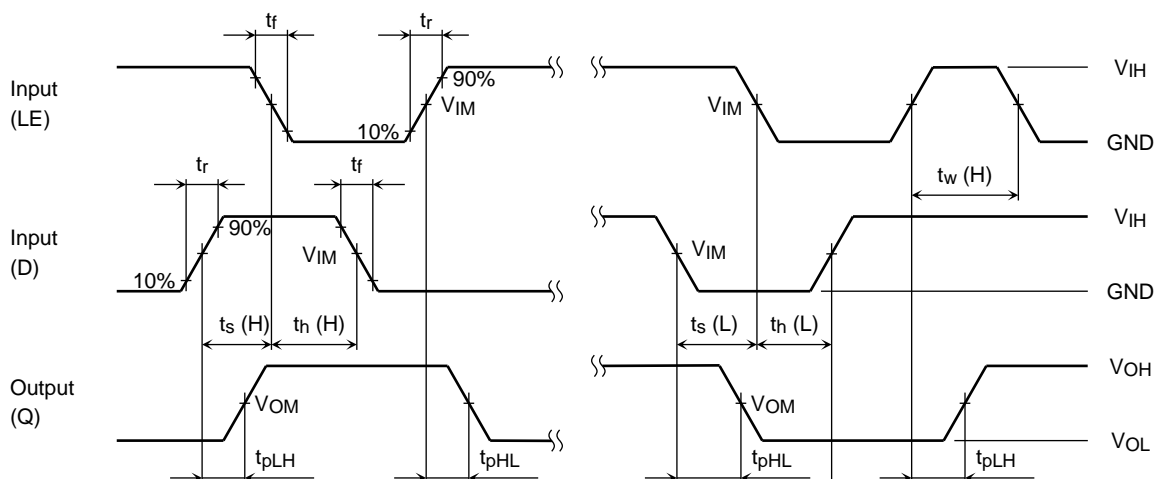 tf
tr
Input
(LE)
90%
VIM
10%
VIM
VIH
GND
tw (H)
tr
tf
Input
(D)
90%
VIM
10%
VIM
VIH
GND
ts (H)
th (H)
ts (L)
th (L)
Output
(Q)
VOM
VOM
VOH
VOL
tpLH
tpHL
tpHL
tpLH